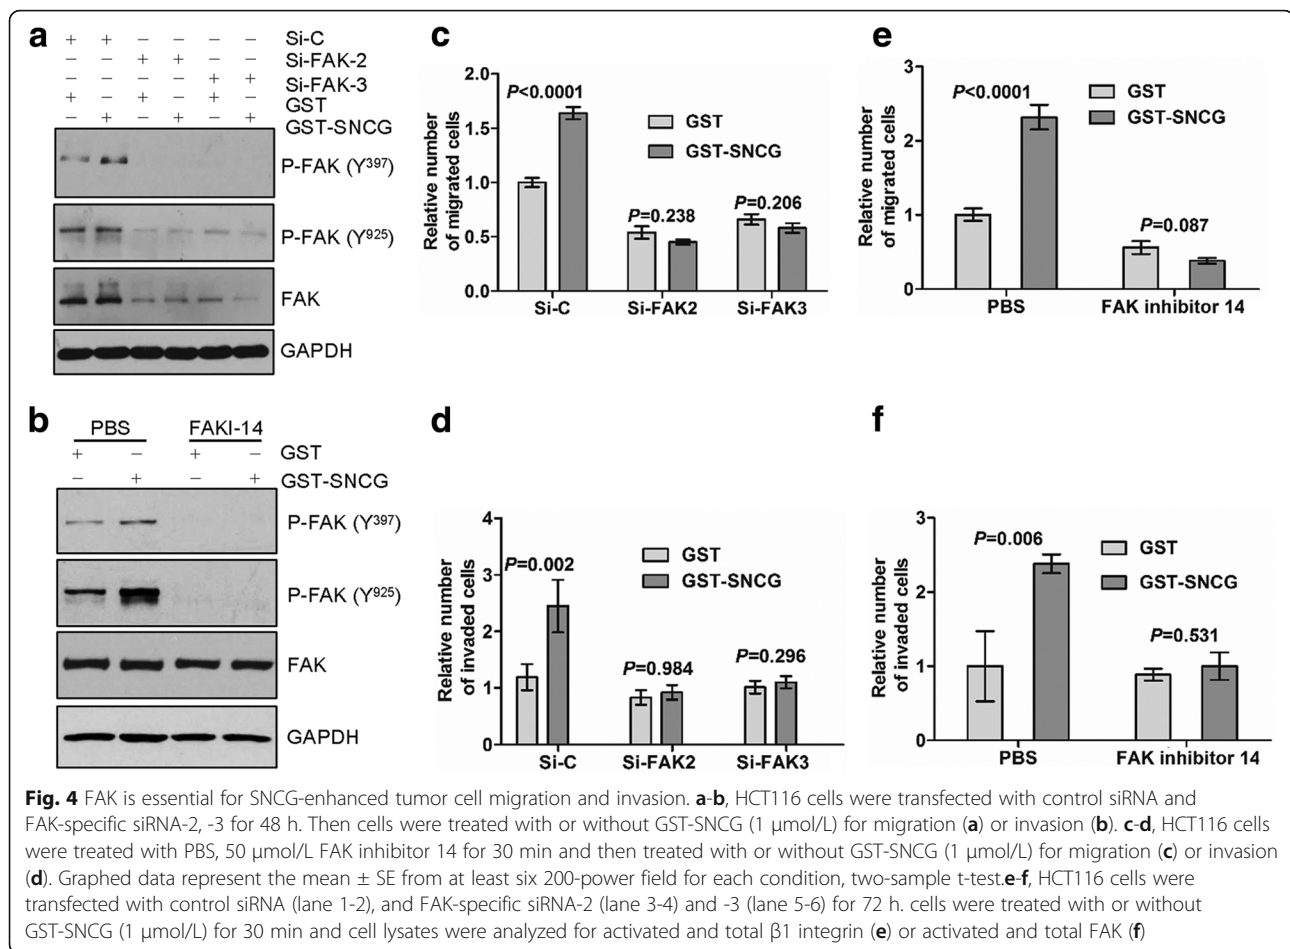 a
+ + − − − − Si-C
− − + + − − Si-FAK-2
− − − − + + Si-FAK-3
+ − + − + − GST
− + − + − + GST-SNCG
P-FAK (Y397)
P-FAK (Y925)
FAK
GAPDH
b
PBS FAKI-14
+ − + − GST
− + − + GST-SNCG
P-FAK (Y397)
P-FAK (Y925)
FAK
GAPDH
c
Relative number
of migrated cells
2.0
1.5
1.0
0.5
0.0
P<0.0001
P=0.238
P=0.206
GST
GST-SNCG
Si-C Si-FAK2 Si-FAK3
d
Relative number
of invaded cells
4
3
2
1
0
P=0.002
P=0.984
P=0.296
GST
GST-SNCG
Si-C Si-FAK2 Si-FAK3
e
Relative number
of migrated cells
3
2
1
0
P<0.0001
P=0.087
GST
GST-SNCG
PBS FAK inhibitor 14
f
Relative number
of invaded cells
3
2
1
0
P=0.006
P=0.531
GST
GST-SNCG
PBS FAK inhibitor 14
Fig. 4 FAK is essential for SNCG-enhanced tumor cell migration and invasion. a-b, HCT116 cells were transfected with control siRNA and
FAK-specific siRNA-2, -3 for 48 h. Then cells were treated with or without GST-SNCG (1 μmol/L) for migration (a) or invasion (b). c-d, HCT116 cells
were treated with PBS, 50 μmol/L FAK inhibitor 14 for 30 min and then treated with or without GST-SNCG (1 μmol/L) for migration (c) or invasion
(d). Graphed data represent the mean ± SE from at least six 200-power field for each condition, two-sample t-test.e-f, HCT116 cells were
transfected with control siRNA (lane 1-2), and FAK-specific siRNA-2 (lane 3-4) and -3 (lane 5-6) for 72 h. cells were treated with or without
GST-SNCG (1 μmol/L) for 30 min and cell lysates were analyzed for activated and total β1 integrin (e) or activated and total FAK (f)